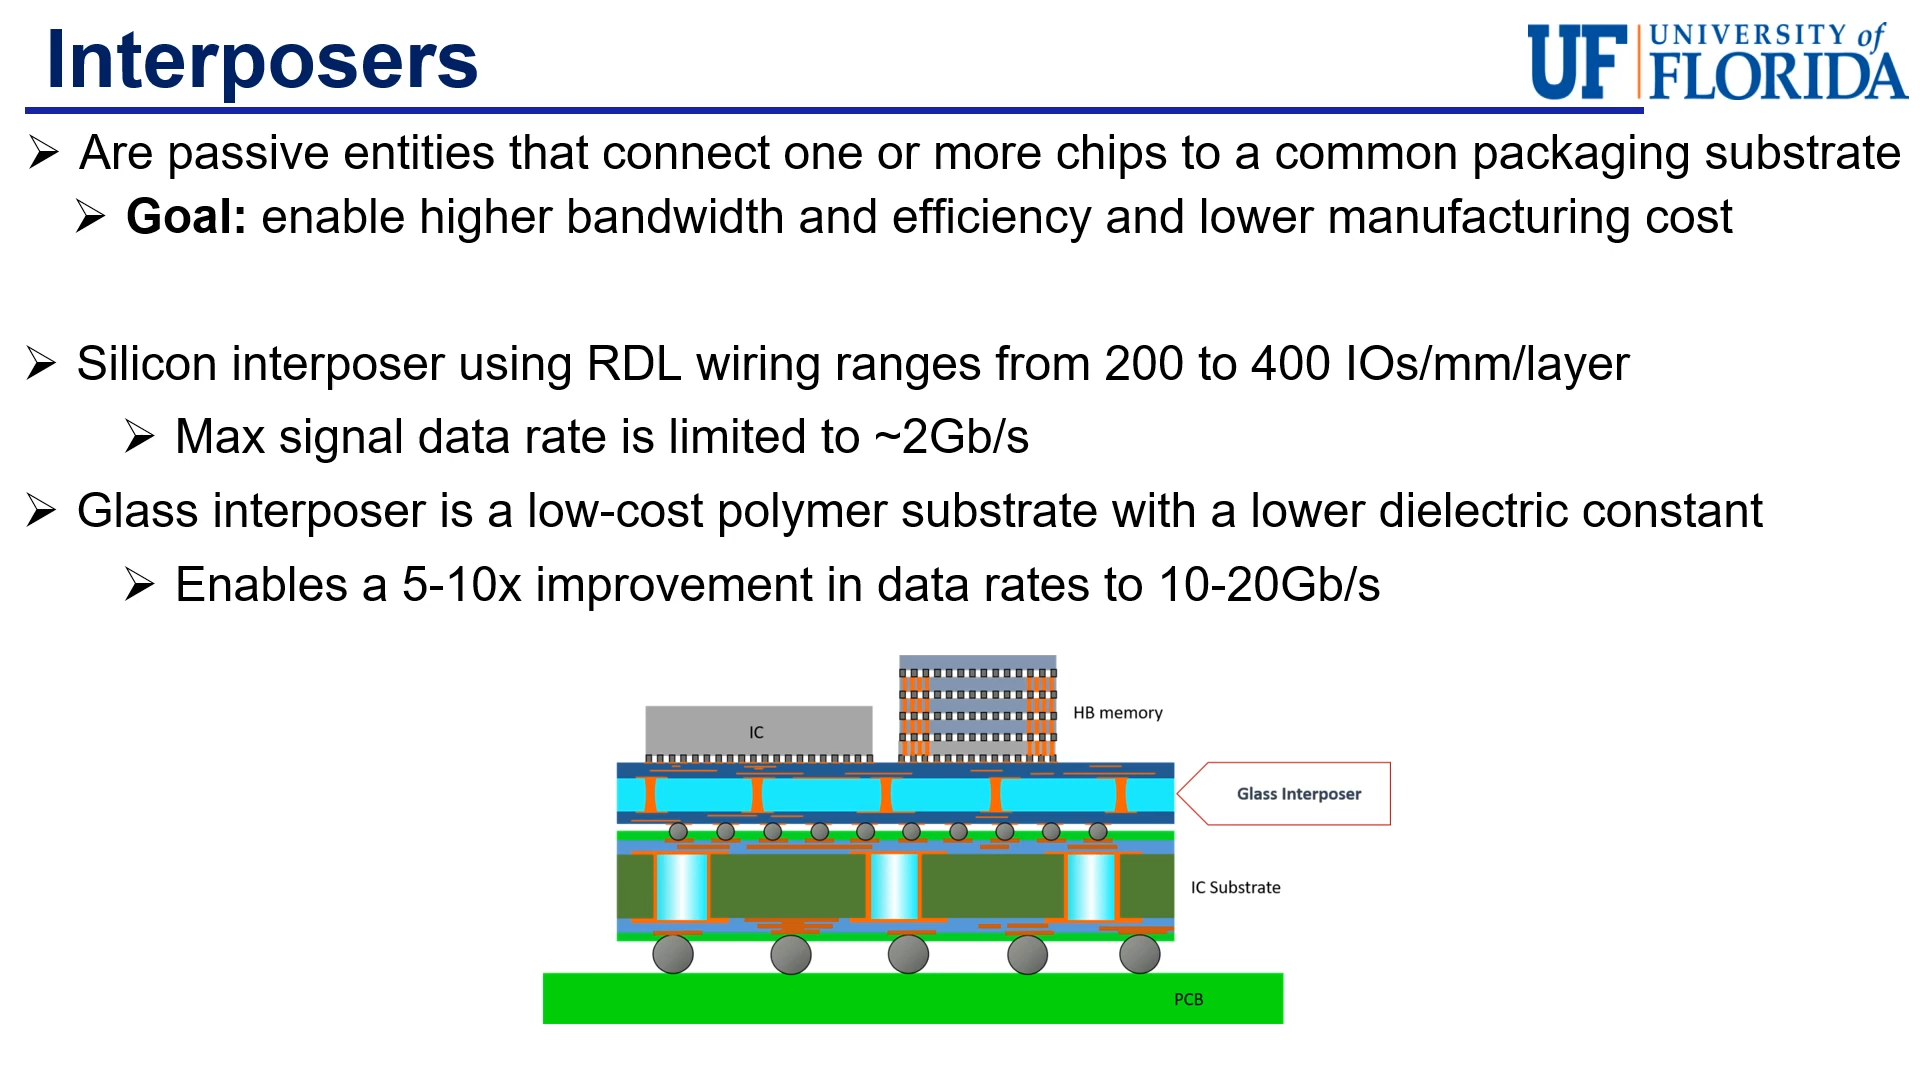 Interposers
UF UNIVERSITY of
FLORIDA
Are passive entities that connect one or more chips to a common packaging substrate
Goal: enable higher bandwidth and efficiency and lower manufacturing cost
Silicon interposer using RDL wiring ranges from 200 to 400 IOs/mm/layer
Max signal data rate is limited to ~2Gb/s
Glass interposer is a low-cost polymer substrate with a lower dielectric constant
Enables a 5-10x improvement in data rates to 10-20Gb/s
HB memory
IC
Glass Interposer
IC Substrate
PCB